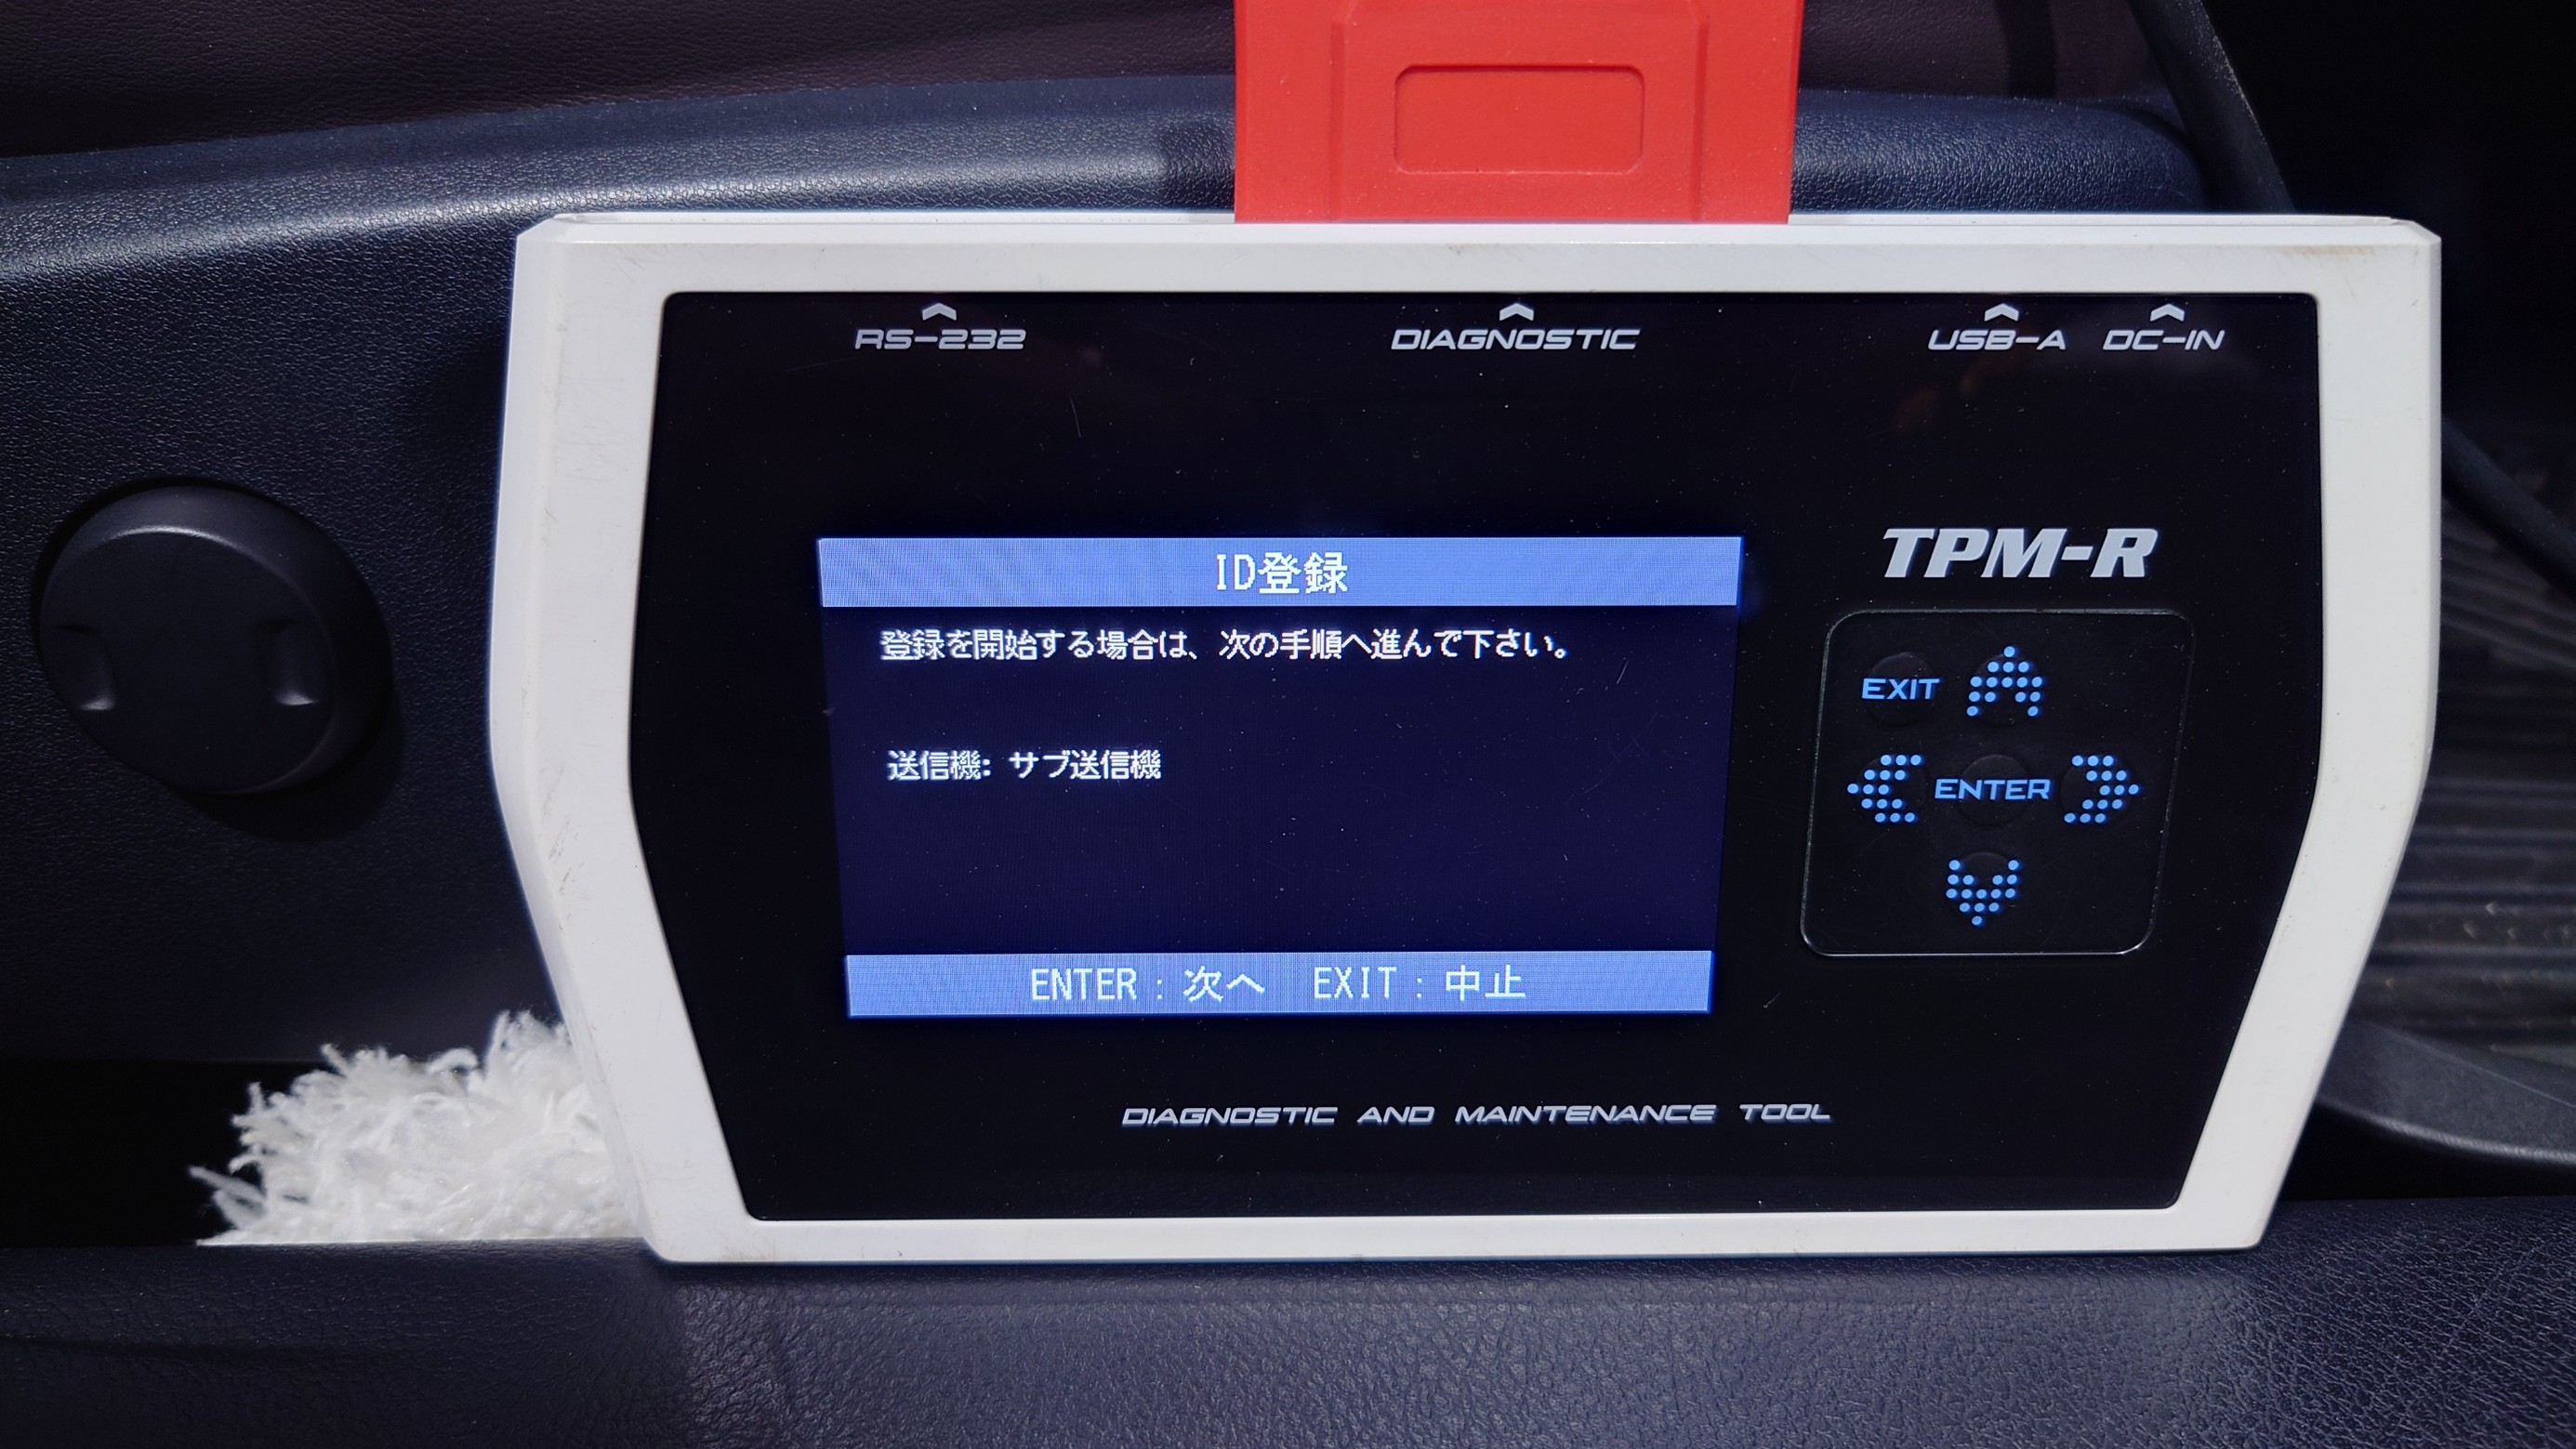 RS-232
DIAGNOSTIC
USB-A DC-IN
TPM-R
ID登録
登録を開始する場合は、次の手順へ進んで下さい。
送信機: サブ送信機
ENTER : 次へ EXIT : 中止
EXIT
ENTER
DIAGNOSTIC AND MAINTENANCE TOOL